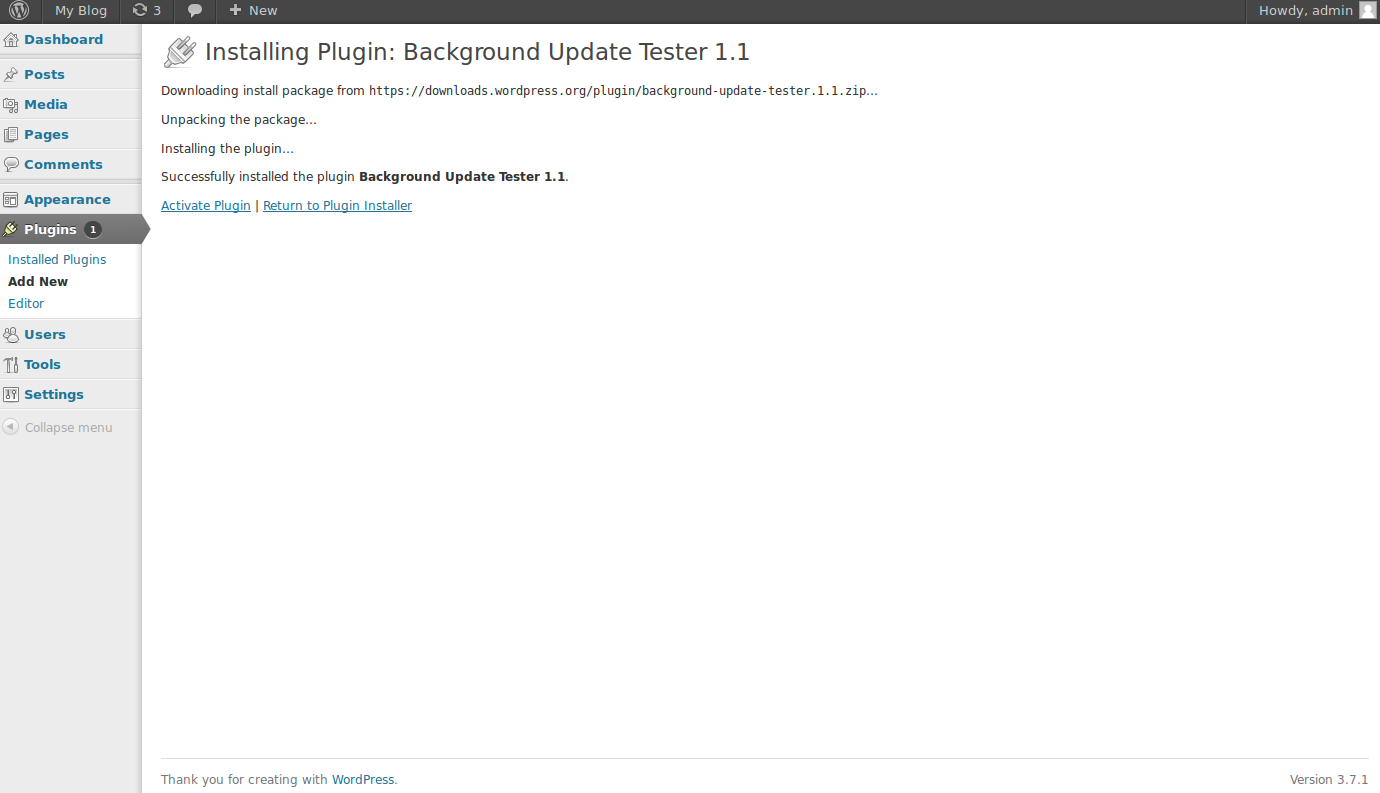 My Blog 3 New Howdy, admin
Dashboard
Posts
Media
Pages
Comments
Appearance
Plugins 1
Installed Plugins
Add New
Editor
Users
Tools
Settings
Collapse menu
Installing Plugin: Background Update Tester 1.1
Downloading install package from https://downloads.wordpress.org/plugin/background-update-tester.1.1.zip…
Unpacking the package…
Installing the plugin…
Successfully installed the plugin Background Update Tester 1.1.
Activate Plugin | Return to Plugin Installer
Thank you for creating with WordPress. Version 3.7.1